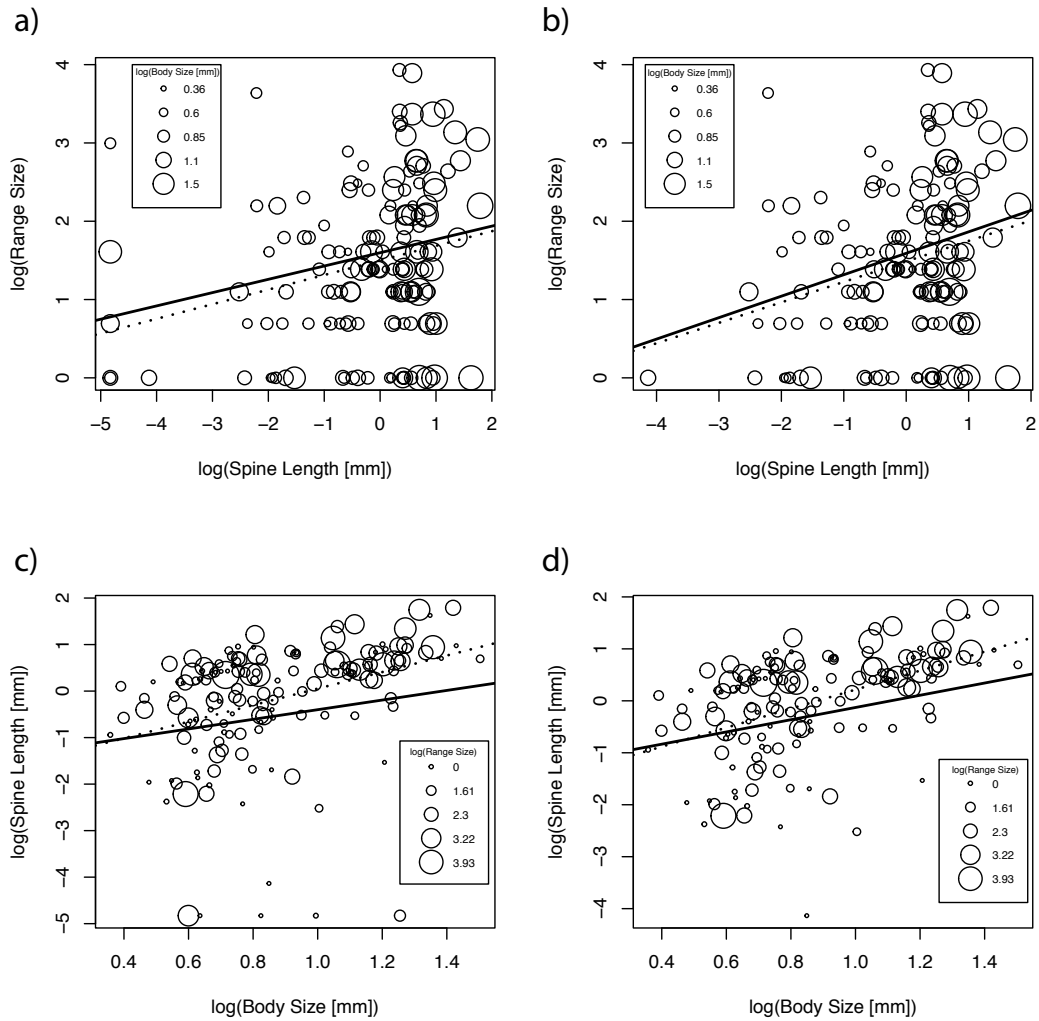 a)
log(Range Size)
4
3
2
1
0
log(Body Size [mm])
0.36
0.6
0.85
1.1
1.5
−5 −4 −3 −2 −1 0 1 2
log(Spine Length [mm])
b)
log(Range Size)
4
3
2
1
0
log(Body Size [mm])
0.36
0.6
0.85
1.1
1.5
−4 −3 −2 −1 0 1 2
log(Spine Length [mm])
c)
log(Spine Length [mm])
2
1
0
−1
−2
−3
−4
−5
log(Range Size)
0
1.61
2.3
3.22
3.93
0.4 0.6 0.8 1.0 1.2 1.4
log(Body Size [mm])
d)
log(Spine Length [mm])
2
1
0
−1
−2
−3
−4
log(Range Size)
0
1.61
2.3
3.22
3.93
0.4 0.6 0.8 1.0 1.2 1.4
log(Body Size [mm])